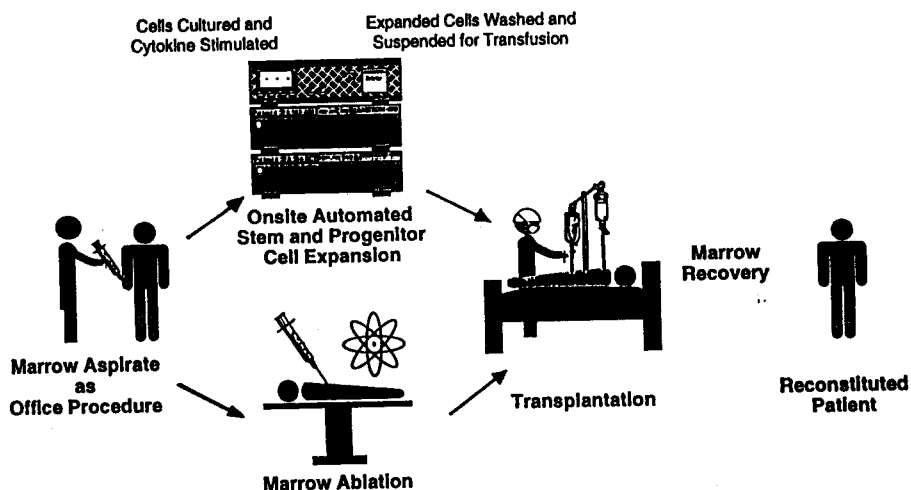 Cells Cultured and
Cytokine Stimulated
Expanded Cells Washed and
Suspended for Transfusion
Onsite Automated
Stem and Progenitor
Cell Expansion
Marrow Aspirate
as
Office Procedure
Marrow Ablation
Transplantation
Marrow
Recovery
Reconstituted
Patient